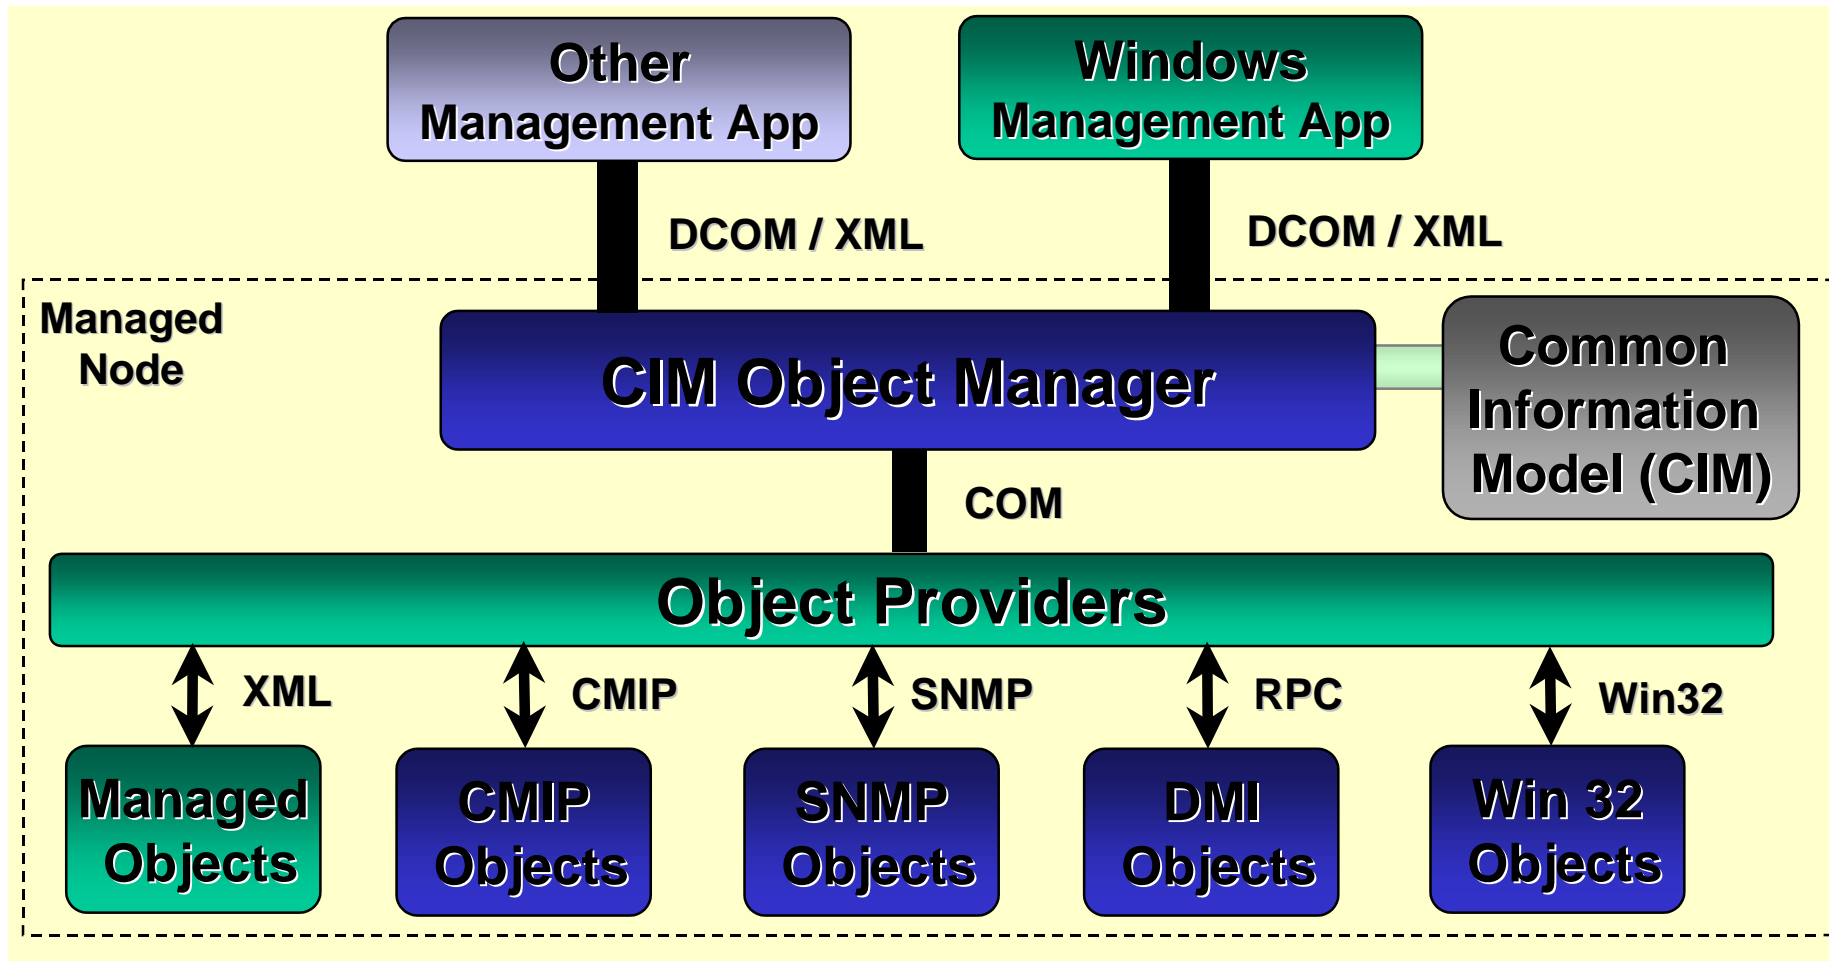 Other
Management App
Windows
Management App
DCOM / XML
DCOM / XML
Managed
Node
CIM Object Manager
Common
Information
Model (CIM)
COM
Object Providers
XML
CMIP
SNMP
RPC
Win32
Managed
Objects
CMIP
Objects
SNMP
Objects
DMI
Objects
Win 32
Objects